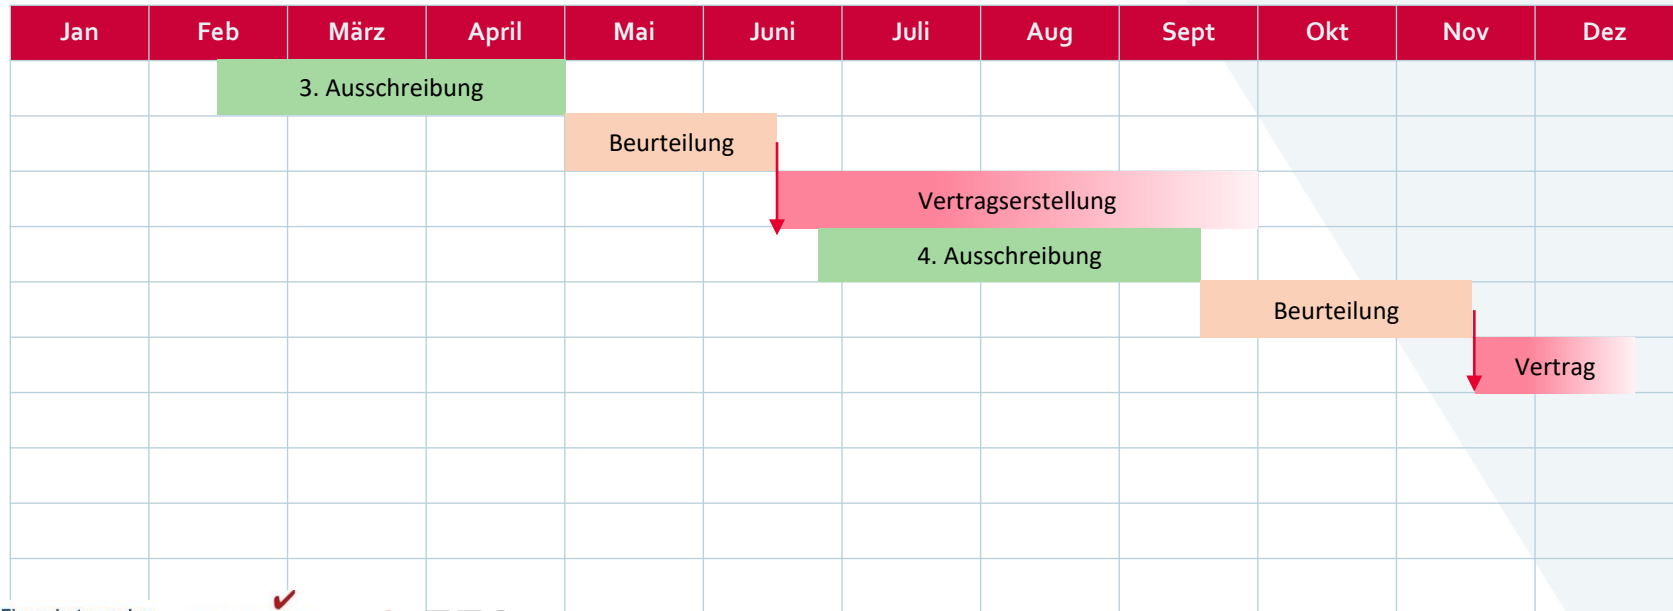 Jan Feb März April Mai Juni Juli Aug Sept Okt Nov Dez
3. Ausschreibung
Beurteilung
Vertragserstellung
4. Ausschreibung
Beurteilung
Vertrag